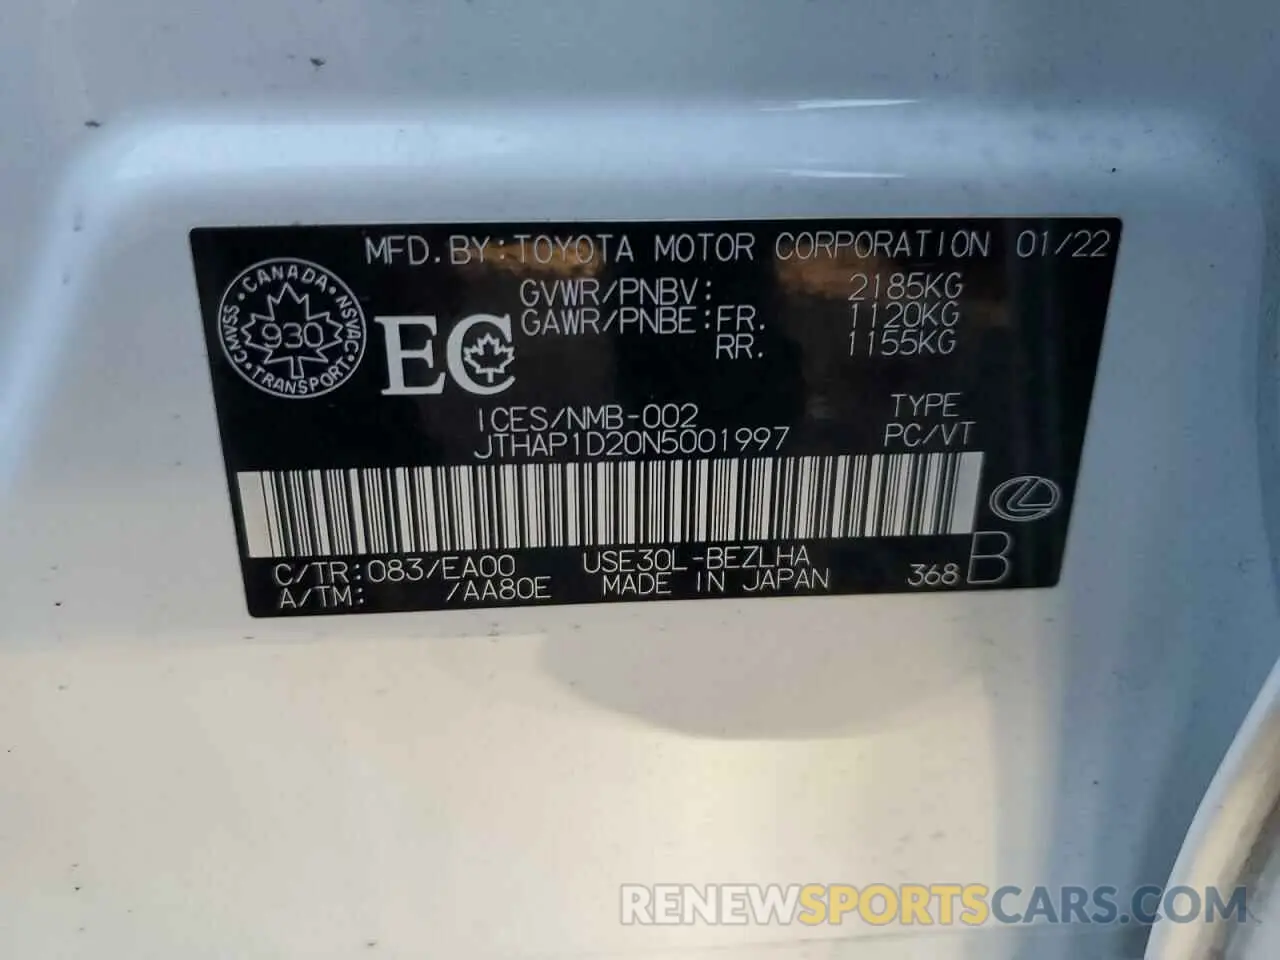 MFD.BY:TOYOTA MOTOR CORPORATION 01/22
GVWR/PNBV: 2185KG
GAWR/PNBE:FR. 1120KG
RR. 1155KG
CANADA
CMVSS 930 NSVAC
TRANSPORT
EC
ICES/NMB-002 TYPE
JTHAP1D20N5001997 PC/VT
C/TR:083/EA00 USE30L-BEZLHA
A/TM: /AA80E MADE IN JAPAN 368 B
RENEWSPORTSCARS.COM